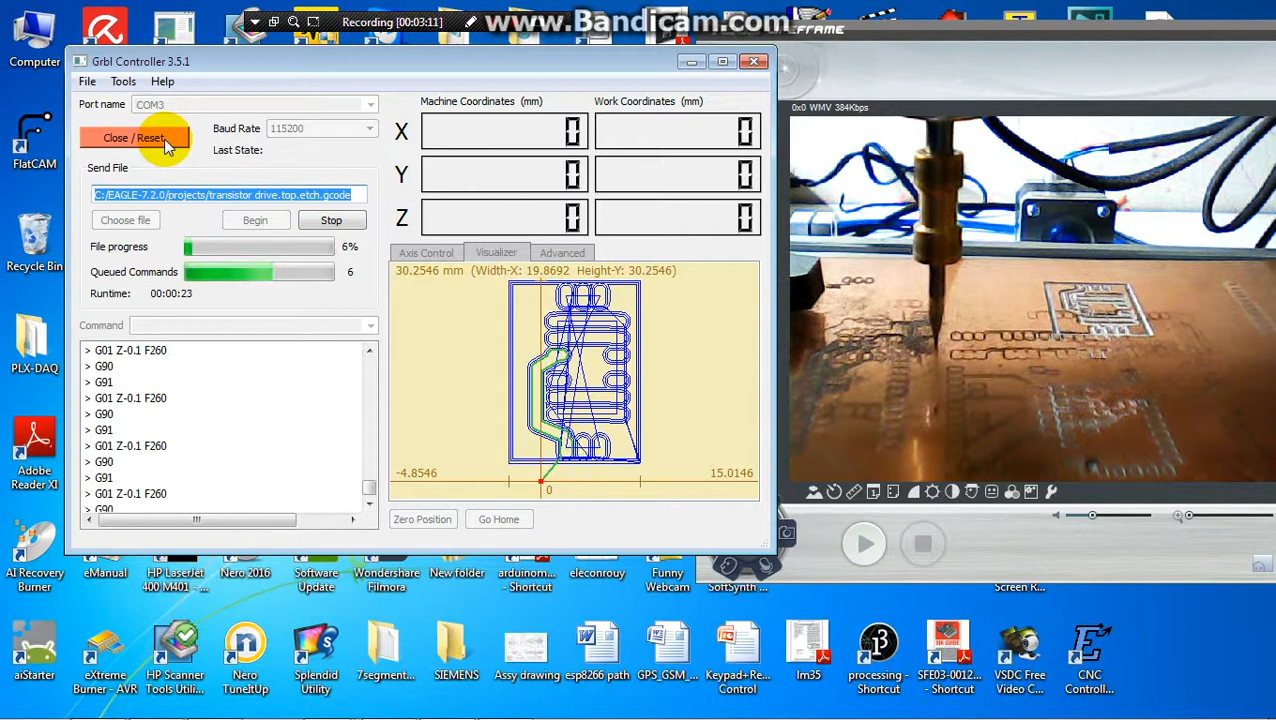 Recording [00:03:11]
www.Bandicam.com
Computer
Grbl Controller 3.5.1
File Tools Help
Port name COM3
Close / Reset
Baud Rate 115200
Last State:
Send File
C:/EAGLE-7.2.0/projects/transistor drive.top.etch.gcode
Choose file Begin Stop
File progress 6%
Queued Commands 6
Runtime: 00:00:23
Command
> G01 Z-0.1 F260
> G90
> G91
> G01 Z-0.1 F260
> G90
> G91
> G01 Z-0.1 F260
> G90
> G91
> G01 Z-0.1 F260
> G90
Machine Coordinates (mm) Work Coordinates (mm)
X 0 0
Y 0 0
Z 0 0
Axis Control Visualizer Advanced
30.2546 mm (Width-X: 19.8692 Height-Y: 30.2546)
-4.8546 15.0146
0
Zero Position Go Home
0x0 WMV 384Kbps
FlatCAM
Recycle Bin
PLX-DAQ
Adobe
Reader XI
AI Recovery
Burner
eManual
HP LaserJet
400 M401 - ...
Nero 2016
Software
Update
Wondershare
Filmora
New folder
arduinom...
- Shortcut
eleconrouy
Funny
Webcam
SoftSynth ...
Screen R...
aiStarter
eXtreme
Burner - AVR
HP Scanner
Tools Utili...
Nero
TuneItUp
Splendid
Utility
7segment...
SIEMENS
Assy drawing
esp8266 path
GPS_GSM_...
Keypad+Re...
Control
lm35
processing -
Shortcut
SFE03-0012...
- Shortcut
VSDC Free
Video C...
CNC
Controll...